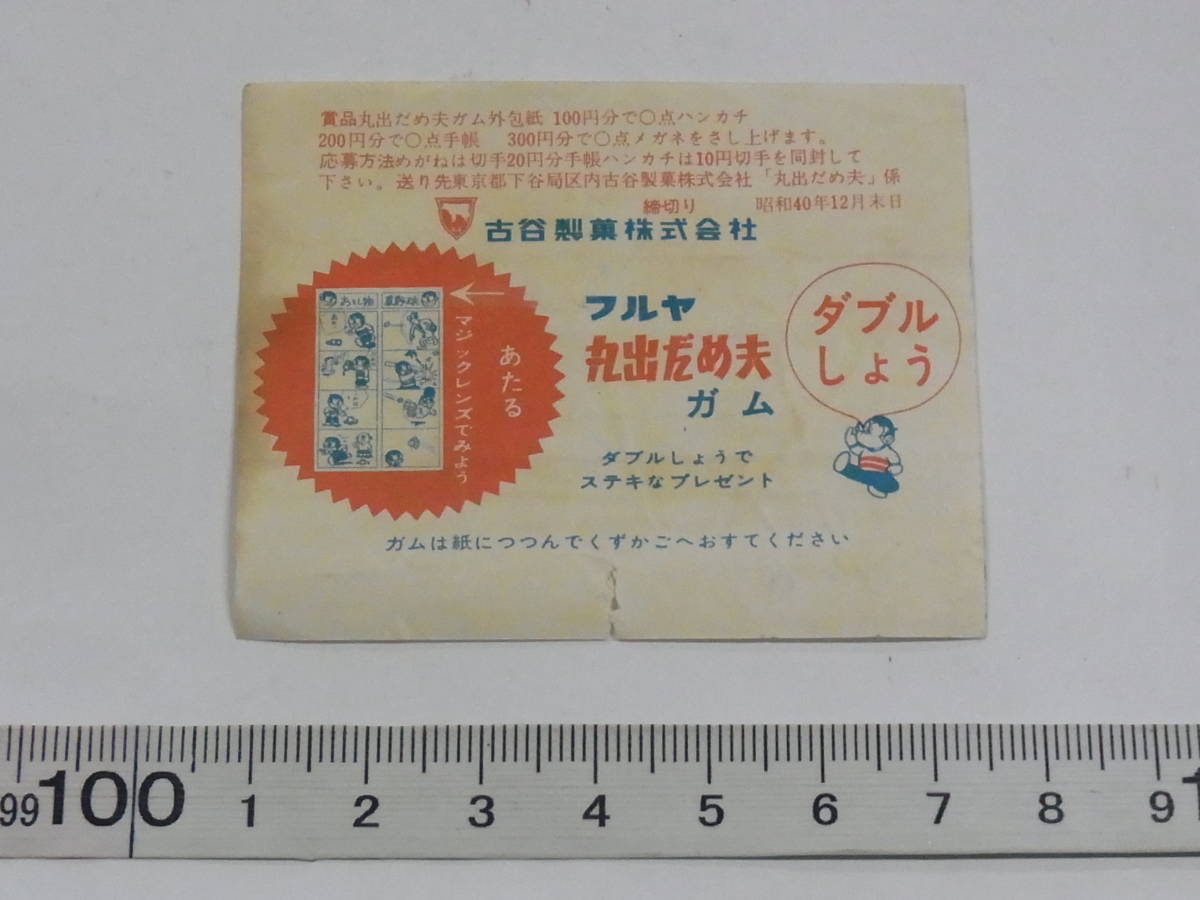 賞品丸出だめ夫ガム外包紙 100円分で〇点ハンカチ
200円分で〇点手帳 300円分で〇点メガネをさし上げます。
応募方法めがねは切手20円分手帳ハンカチは10円切手を同封して
下さい。送り先東京都下谷局区内古谷製菓株式会社「丸出だめ夫」係
締切り 昭和40年12月末日
古谷製菓株式会社
あたる
マジックレンズでみよう
フルヤ
丸出だめ夫
ガム
ダブルしょうで
ステキなプレゼント
ダブル
しょう
ガムは紙につつんでくずかごへおすてください
99 100 1 2 3 4 5 6 7 8 9 1